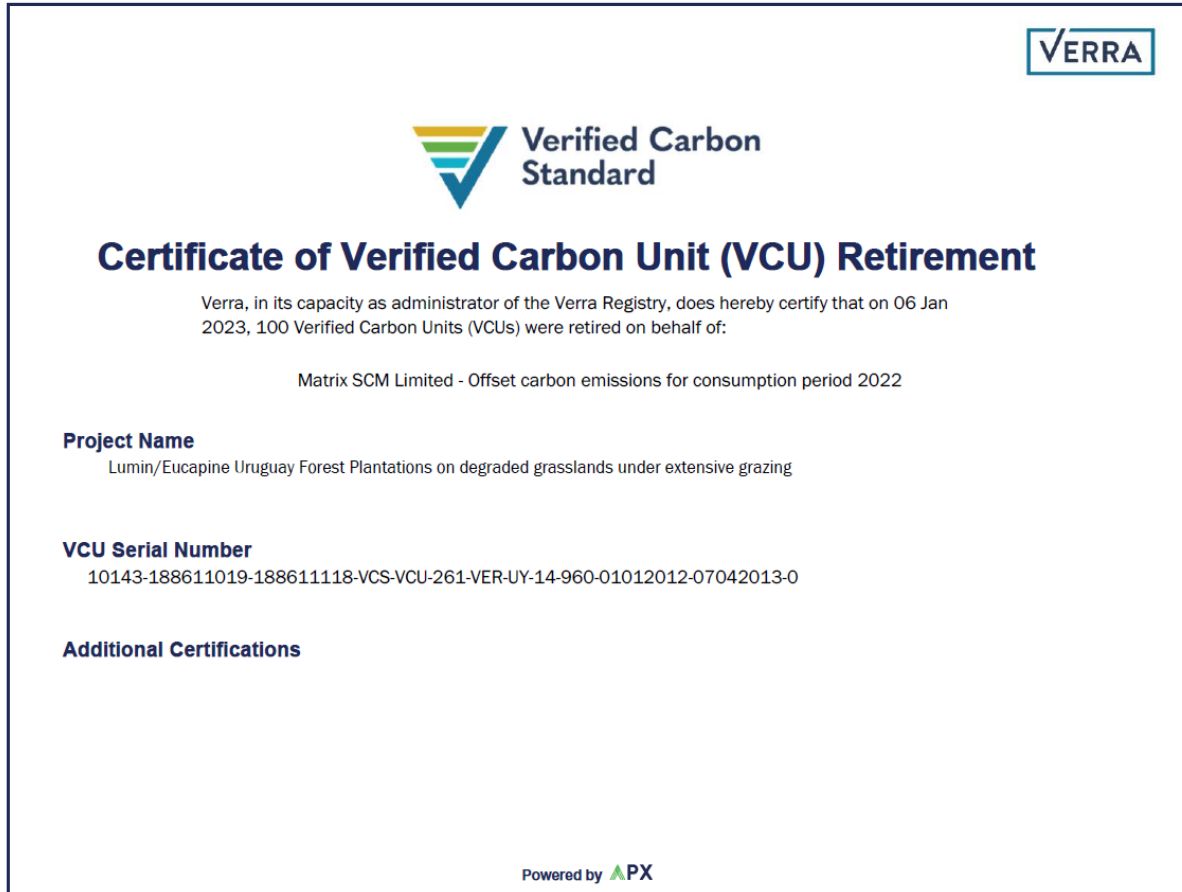 VERRA
Verified Carbon
Standard
Certificate of Verified Carbon Unit (VCU) Retirement
Verra, in its capacity as administrator of the Verra Registry, does hereby certify that on 06 Jan
2023, 100 Verified Carbon Units (VCUs) were retired on behalf of:
Matrix SCM Limited - Offset carbon emissions for consumption period 2022
Project Name
Lumin/Eucapine Uruguay Forest Plantations on degraded grasslands under extensive grazing
VCU Serial Number
10143-188611019-188611118-VCS-VCU-261-VER-UY-14-960-01012012-07042013-0
Additional Certifications
Powered by APX